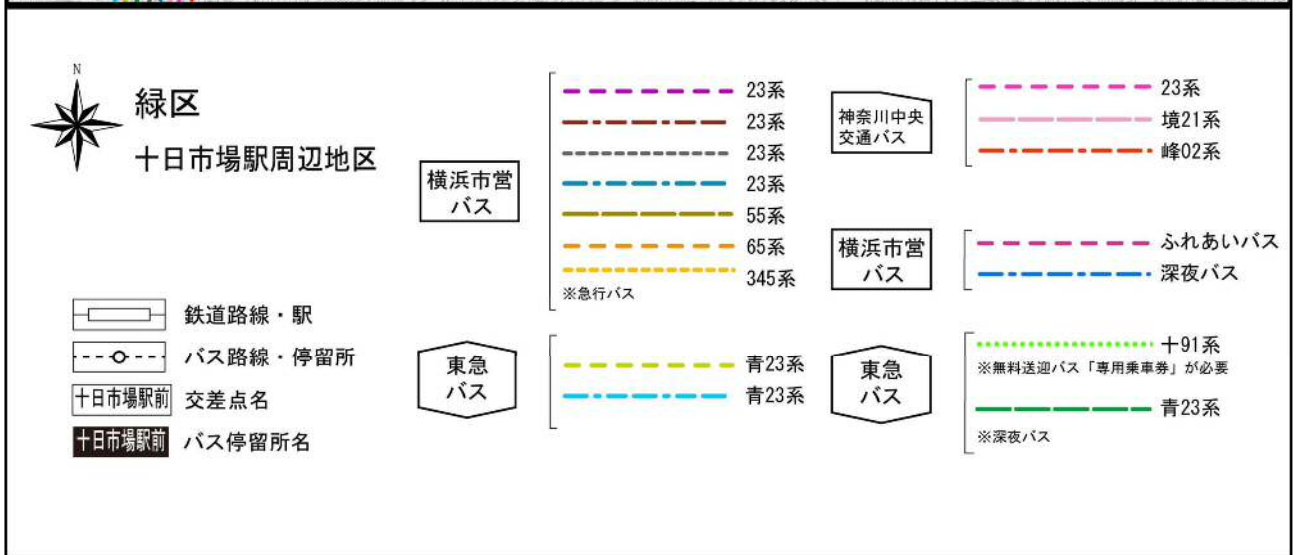 N
緑区
十日市場駅周辺地区
鉄道路線・駅
バス路線・停留所
十日市場駅前 交差点名
十日市場駅前 バス停留所名
横浜市営
バス
23系
23系
23系
23系
55系
65系
345系
※急行バス
東急
バス
青23系
青23系
神奈川中央
交通バス
23系
境21系
峰02系
横浜市営
バス
ふれあいバス
深夜バス
東急
バス
十91系
※無料送迎バス「専用乗車券」が必要
青23系
※深夜バス